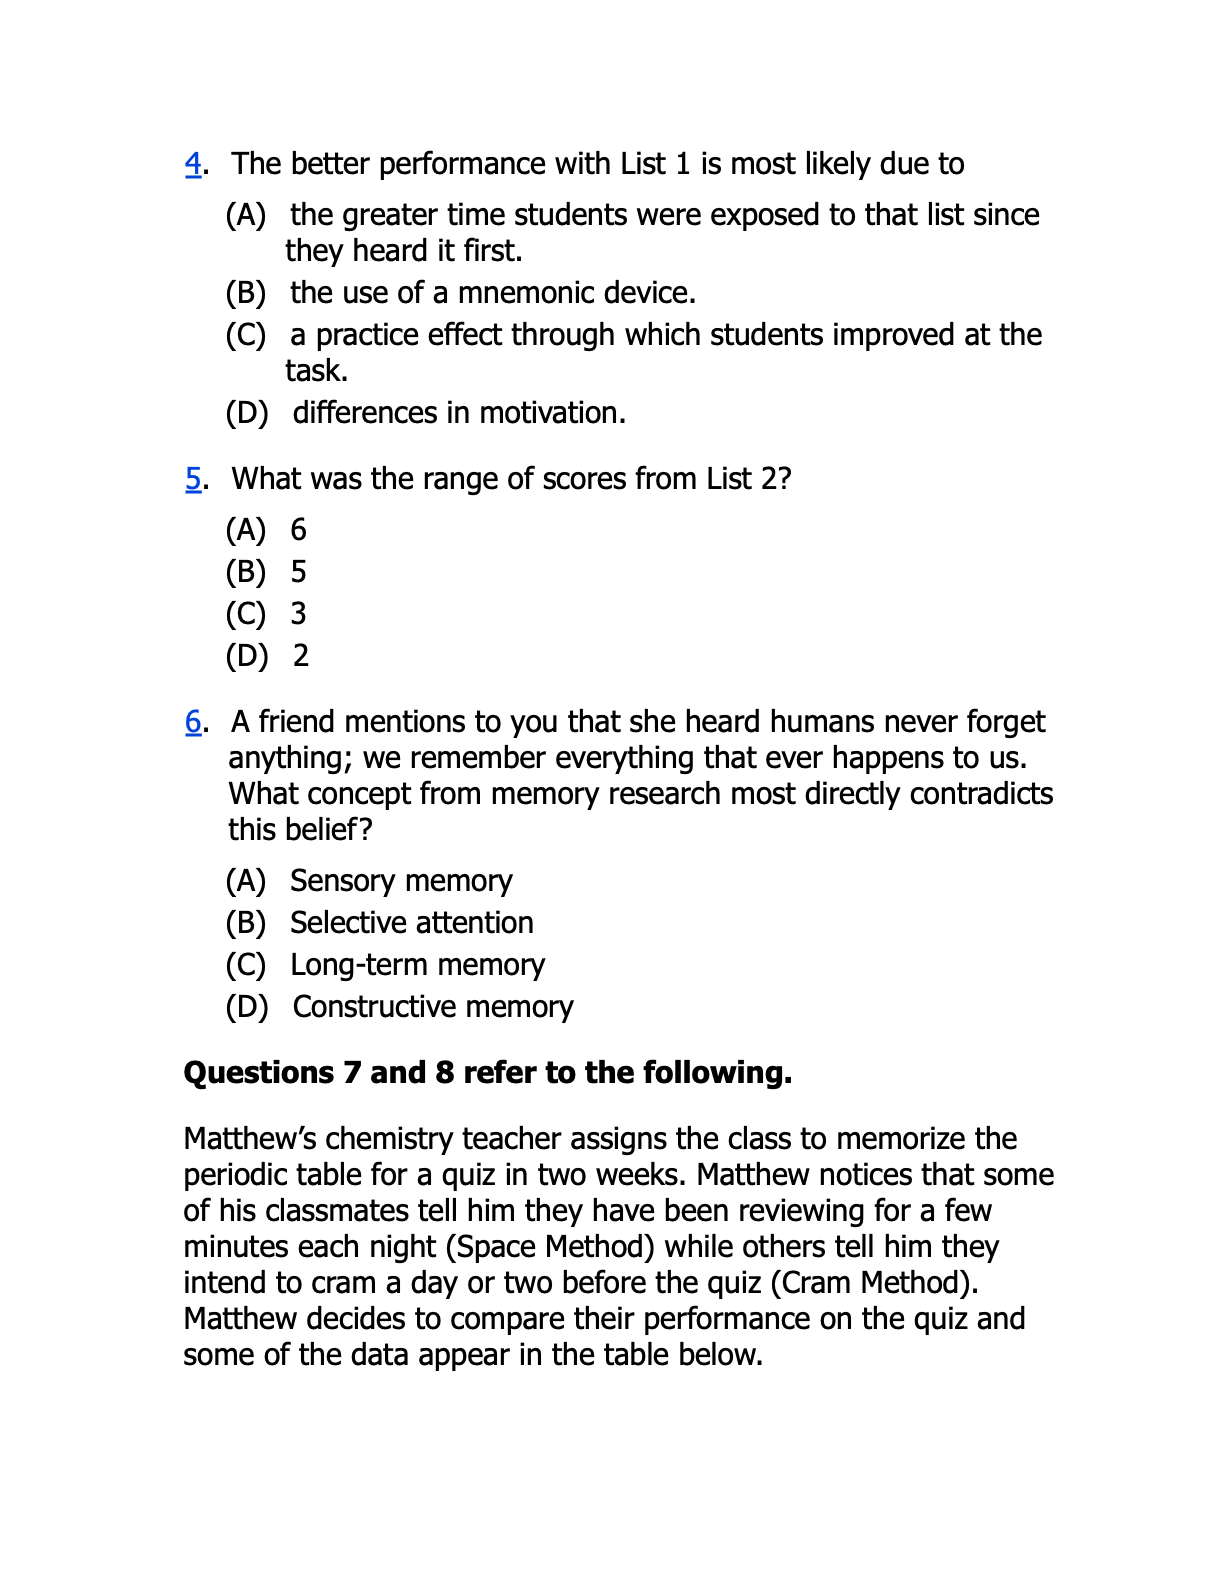 4. The better performance with List 1 is most likely due to
(A) the greater time students were exposed to that list since
they heard it first.
(B) the use of a mnemonic device.
(C) a practice effect through which students improved at the
task.
(D) differences in motivation.
5. What was the range of scores from List 2?
(A) 6
(B) 5
(C) 3
(D) 2
6. A friend mentions to you that she heard humans never forget
anything; we remember everything that ever happens to us.
What concept from memory research most directly contradicts
this belief?
(A) Sensory memory
(B) Selective attention
(C) Long-term memory
(D) Constructive memory
Questions 7 and 8 refer to the following.
Matthew’s chemistry teacher assigns the class to memorize the
periodic table for a quiz in two weeks. Matthew notices that some
of his classmates tell him they have been reviewing for a few
minutes each night (Space Method) while others tell him they
intend to cram a day or two before the quiz (Cram Method).
Matthew decides to compare their performance on the quiz and
some of the data appear in the table below.